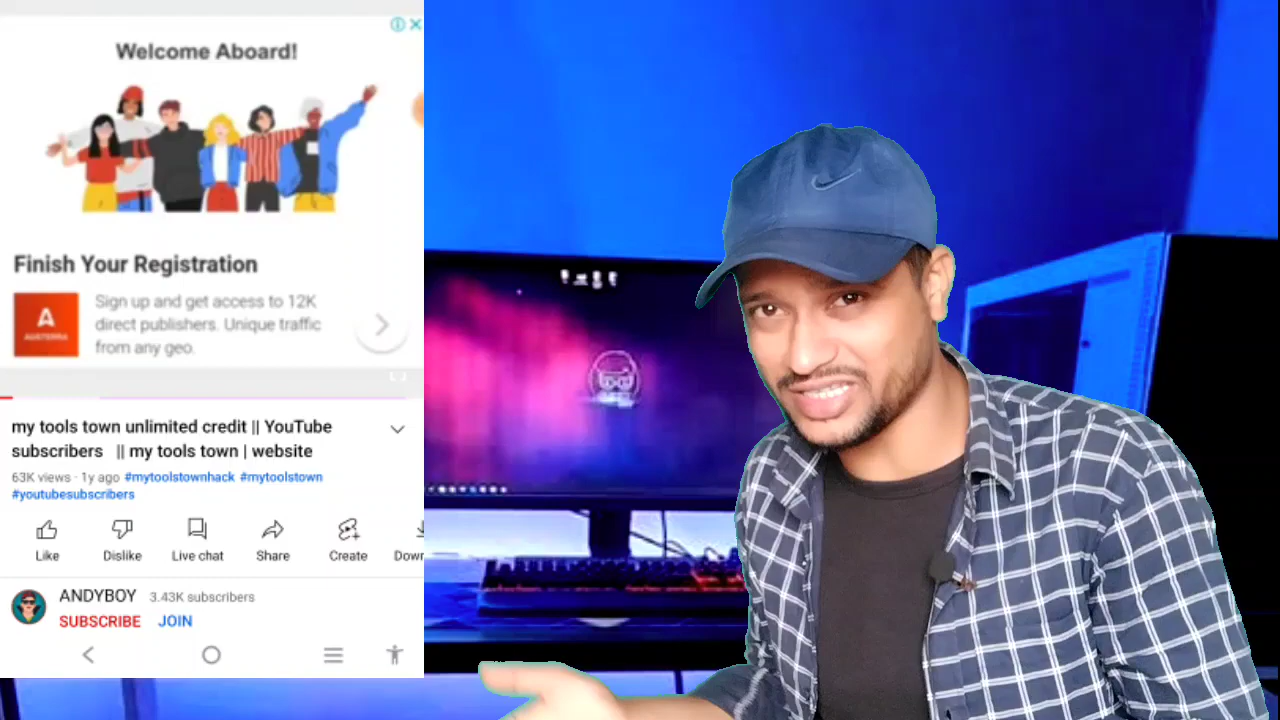 Welcome Aboard!
Finish Your Registration
A
ADSTERRA
Sign up and get access to 12K
direct publishers. Unique traffic
from any geo.
my tools town unlimited credit || YouTube
subscribers || my tools town | website
63K views · 1y ago #mytoolstownhack #mytoolstown
#youtubesubscribers
Like
Dislike
Live chat
Share
Create
Down
ANDYBOY 3.43K subscribers
SUBSCRIBE JOIN